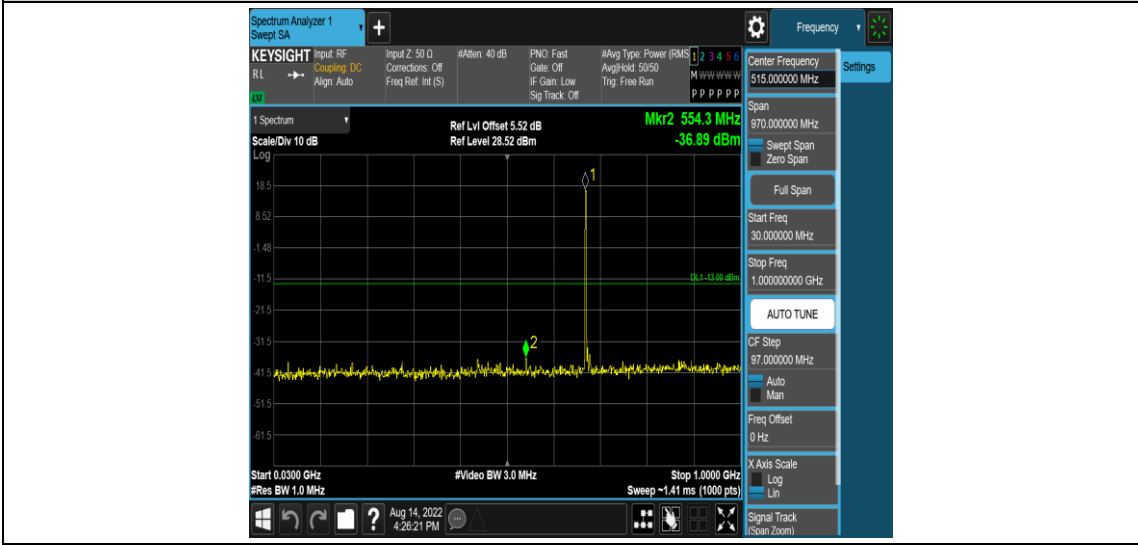 Spectrum Analyzer 1
Swept SA
+
Frequency
KEYSIGHT
RL
LM
Input: RF
Coupling: DC
Align: Auto
Input Z: 50 Ω
Corrections: Off
Freq Ref: Int (S)
#Atten: 40 dB
PNO: Fast
Gate: Off
IF Gain: Low
Sig Track: Off
#Avg Type: Power (RMS
Avg|Hold: 50/50
Trig: Free Run
1 2 3 4 5 6
M W W W W W
P P P P P P
1 Spectrum
Scale/Div 10 dB
Log
Ref Lvl Offset 5.52 dB
Ref Level 28.52 dBm
Mkr2 554.3 MHz
-36.89 dBm
18.5
8.52
-1.48
-11.5
-21.5
-31.5
-41.5
-51.5
-61.5
1
DL1 -13.00 dBm
2
Start 0.0300 GHz
#Res BW 1.0 MHz
#Video BW 3.0 MHz
Stop 1.0000 GHz
Sweep ~1.41 ms (1000 pts)
?
Aug 14, 2022
4:26:21 PM
Center Frequency
515.000000 MHz
Settings
Span
970.000000 MHz
Swept Span
Zero Span
Full Span
Start Freq
30.000000 MHz
Stop Freq
1.000000000 GHz
AUTO TUNE
CF Step
97.000000 MHz
Auto
Man
Freq Offset
0 Hz
X Axis Scale
Log
Lin
Signal Track
(Span Zoom)